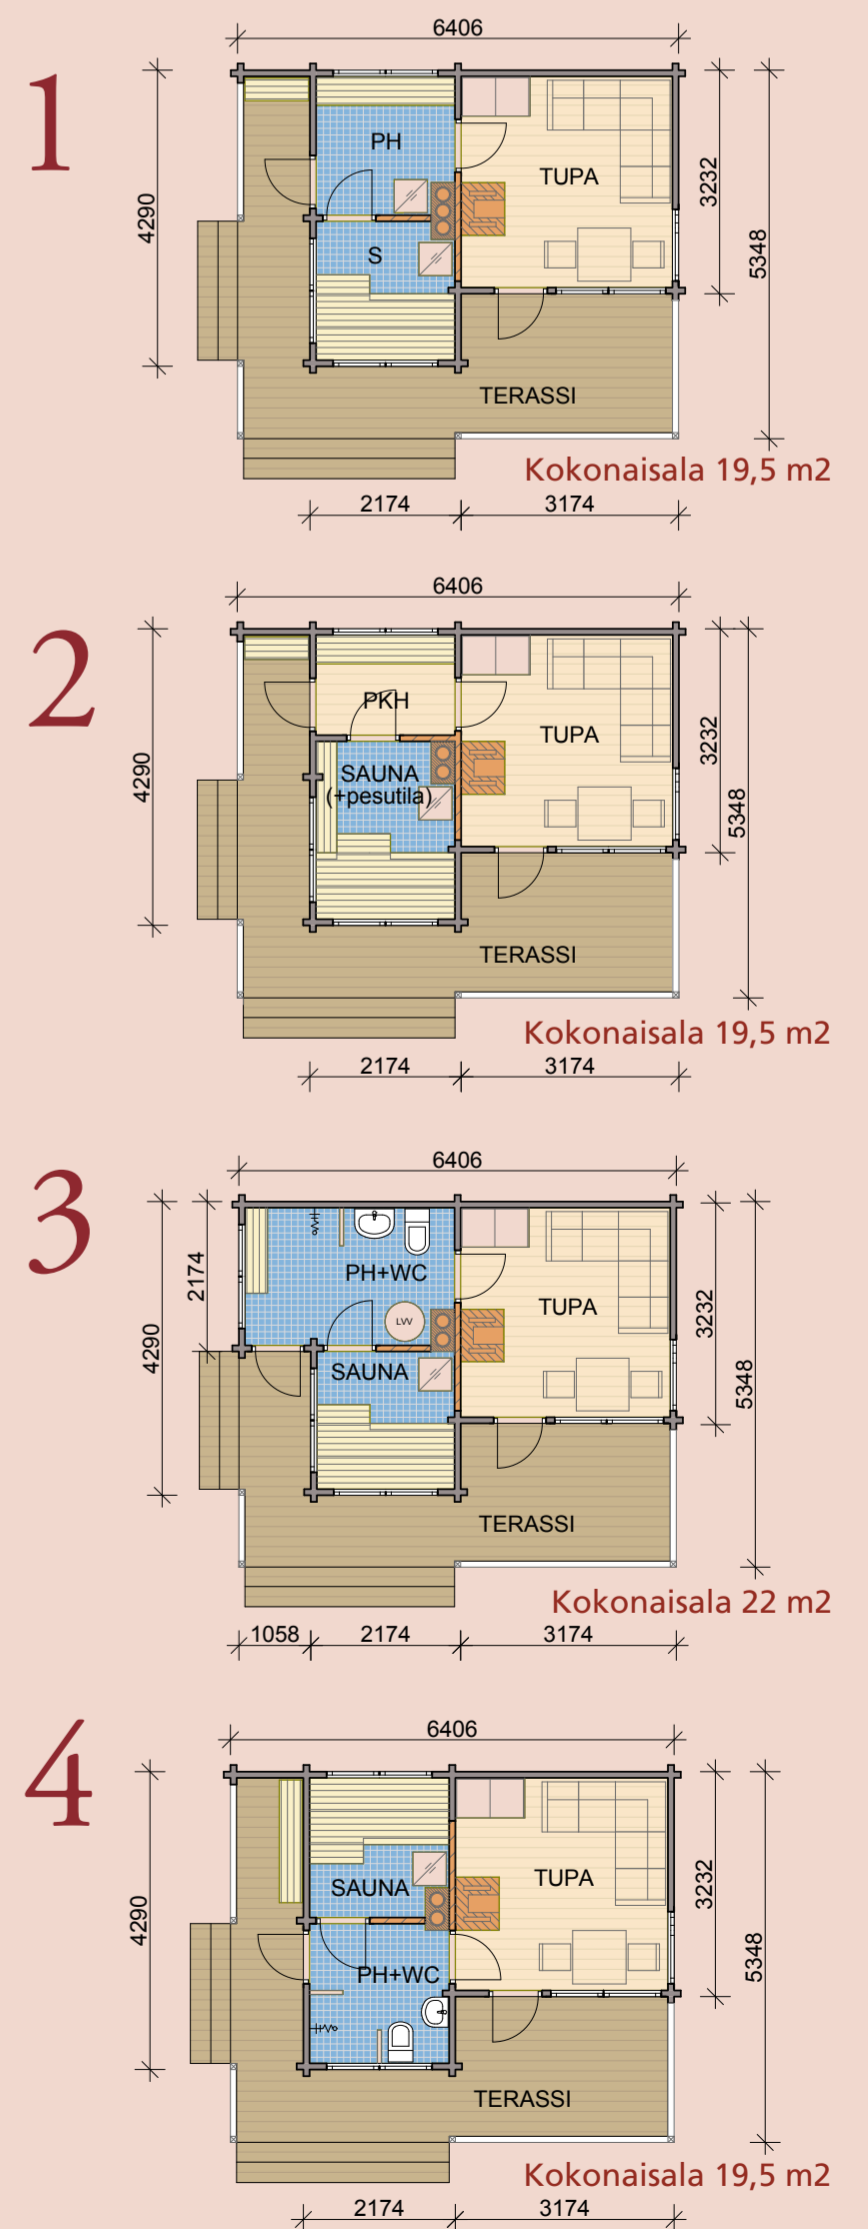 1
6406
PH
TUPA
S
4290
3232
5348
TERASSI
Kokonaisala 19,5 m2
2174
3174
2
6406
PKH
TUPA
SAUNA
(+pesutila)
4290
3232
5348
TERASSI
Kokonaisala 19,5 m2
2174
3174
3
6406
2174
PH+WC
LVV
TUPA
SAUNA
4290
3232
5348
TERASSI
Kokonaisala 22 m2
1058
2174
3174
4
6406
TUPA
SAUNA
4290
3232
PH+WC
5348
TERASSI
Kokonaisala 19,5 m2
2174
3174